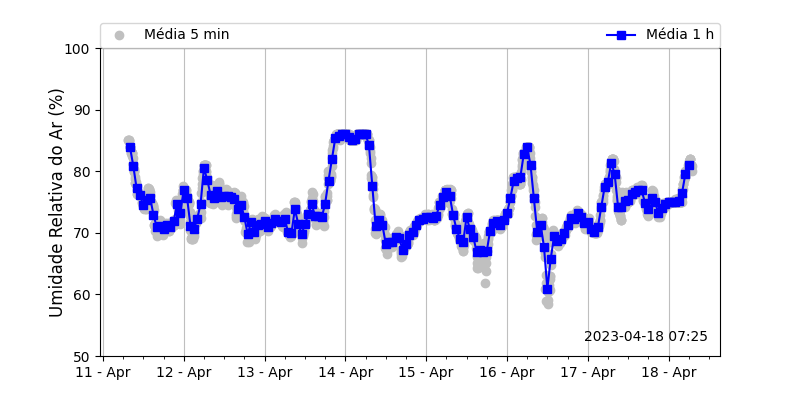 Média 5 min
Média 1 h
Umidade Relativa do Ar (%)
100
90
80
70
60
50
2023-04-18 07:25
11 - Apr
12 - Apr
13 - Apr
14 - Apr
15 - Apr
16 - Apr
17 - Apr
18 - Apr